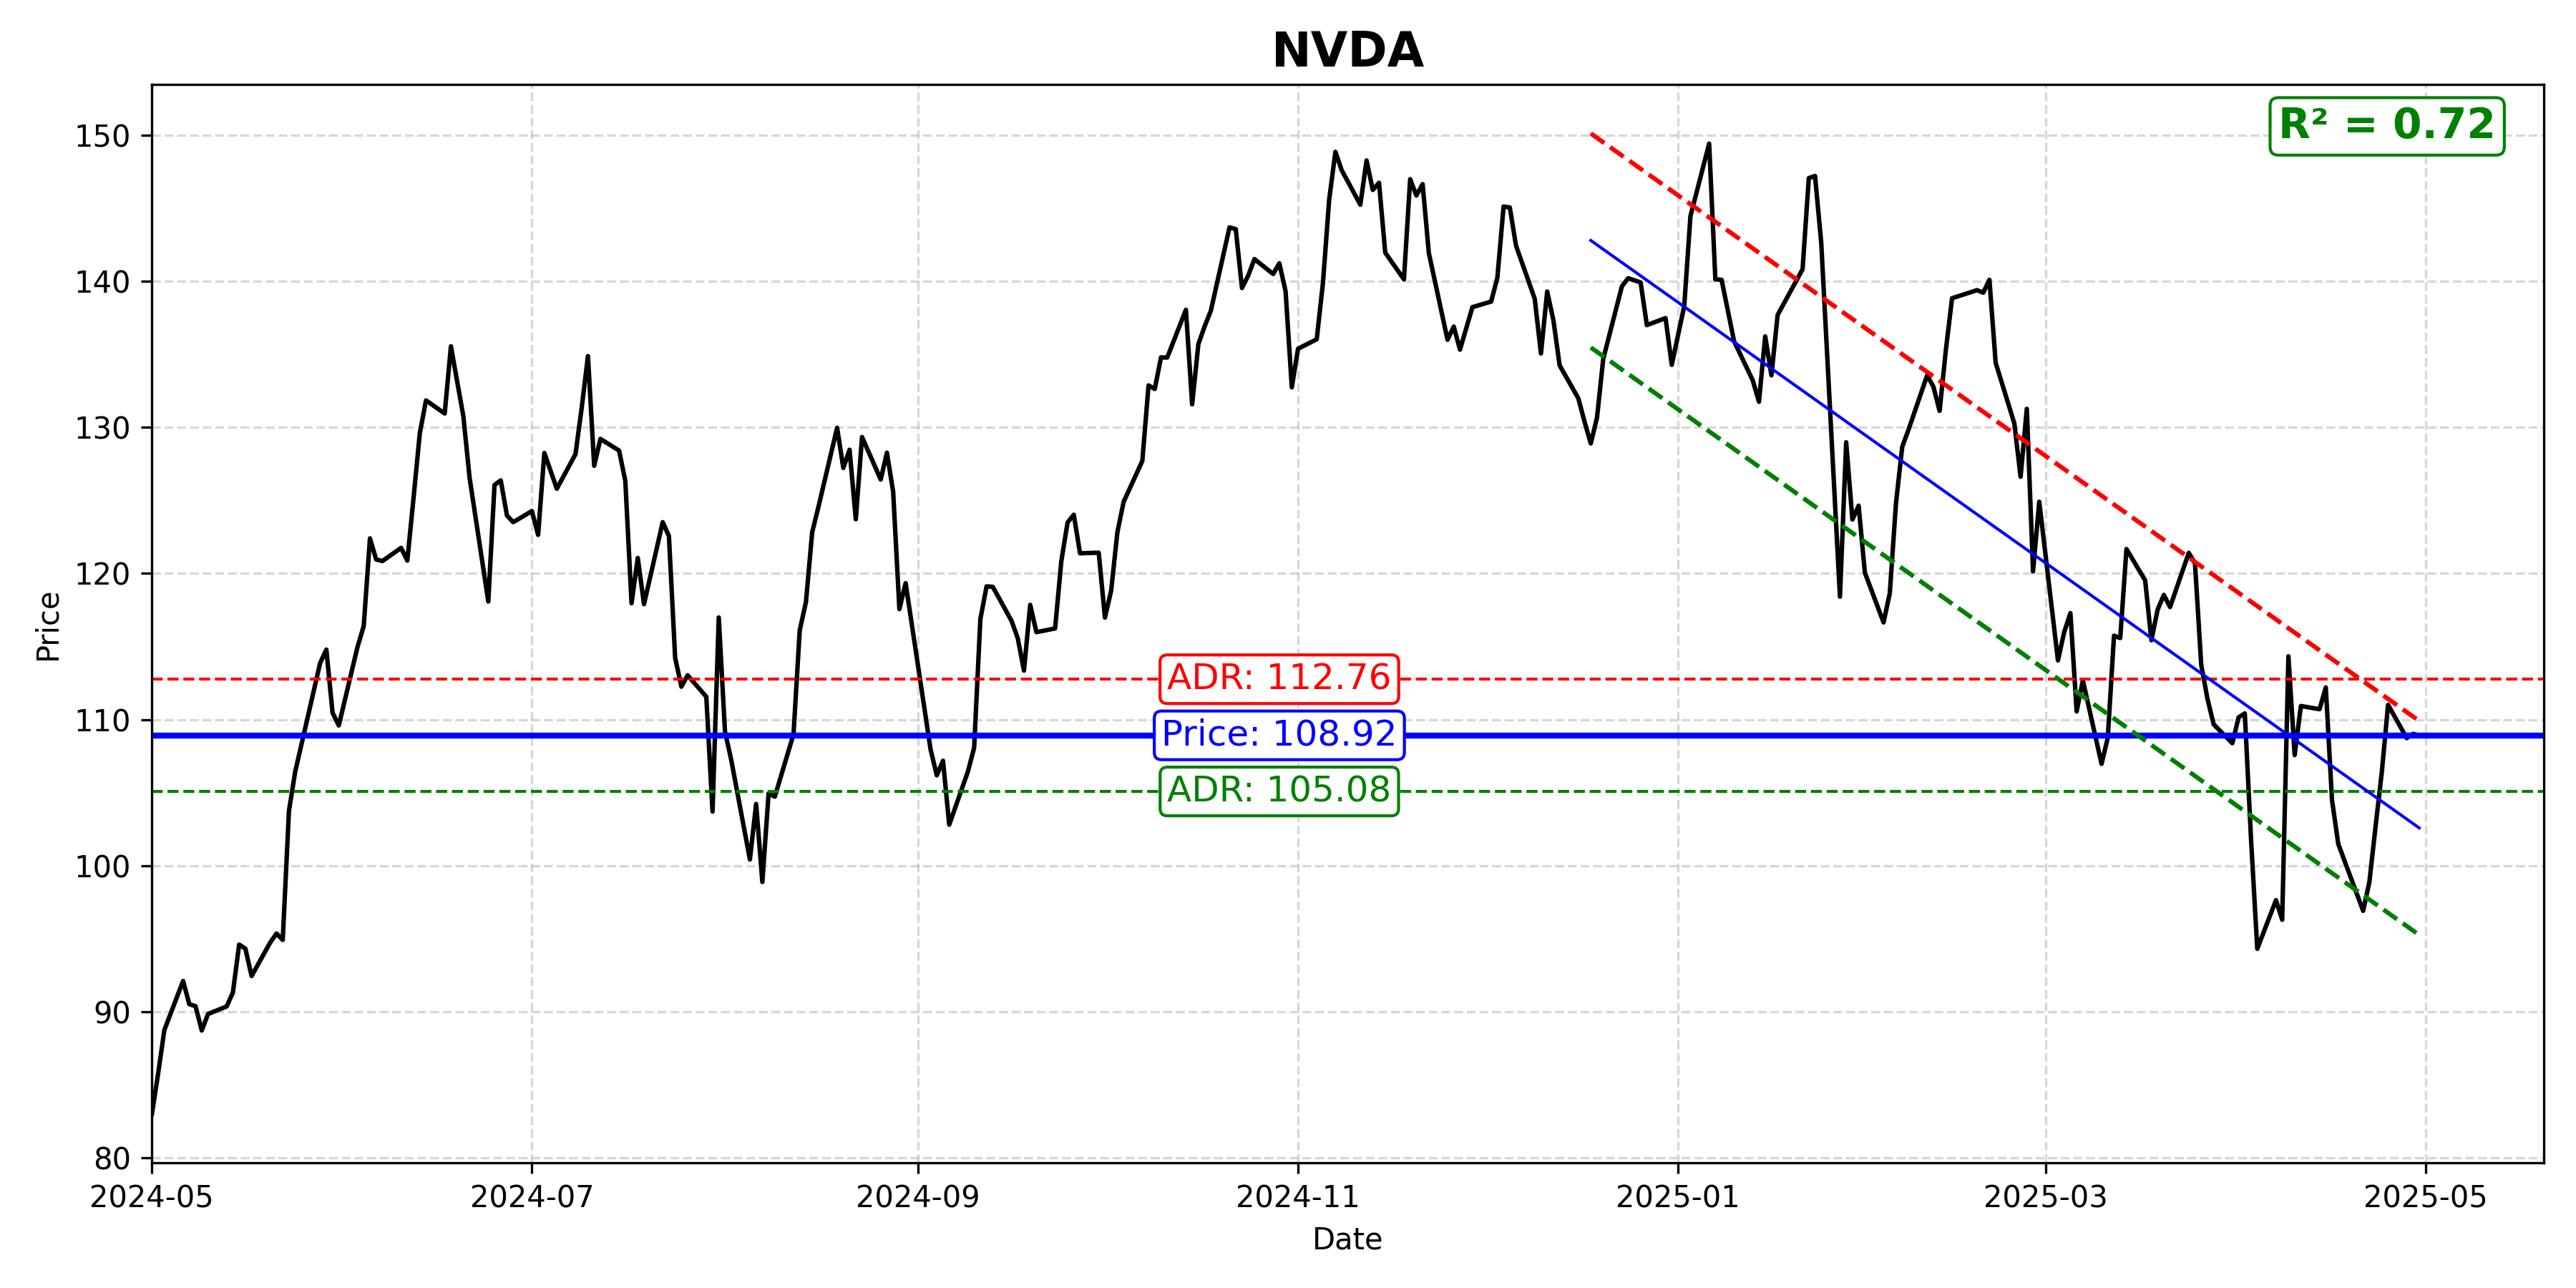 NVDA
R² = 0.72
150
140
130
120
110
100
90
80
Price
ADR: 112.76
Price: 108.92
ADR: 105.08
2024-05
2024-07
2024-09
2024-11
2025-01
2025-03
2025-05
Date